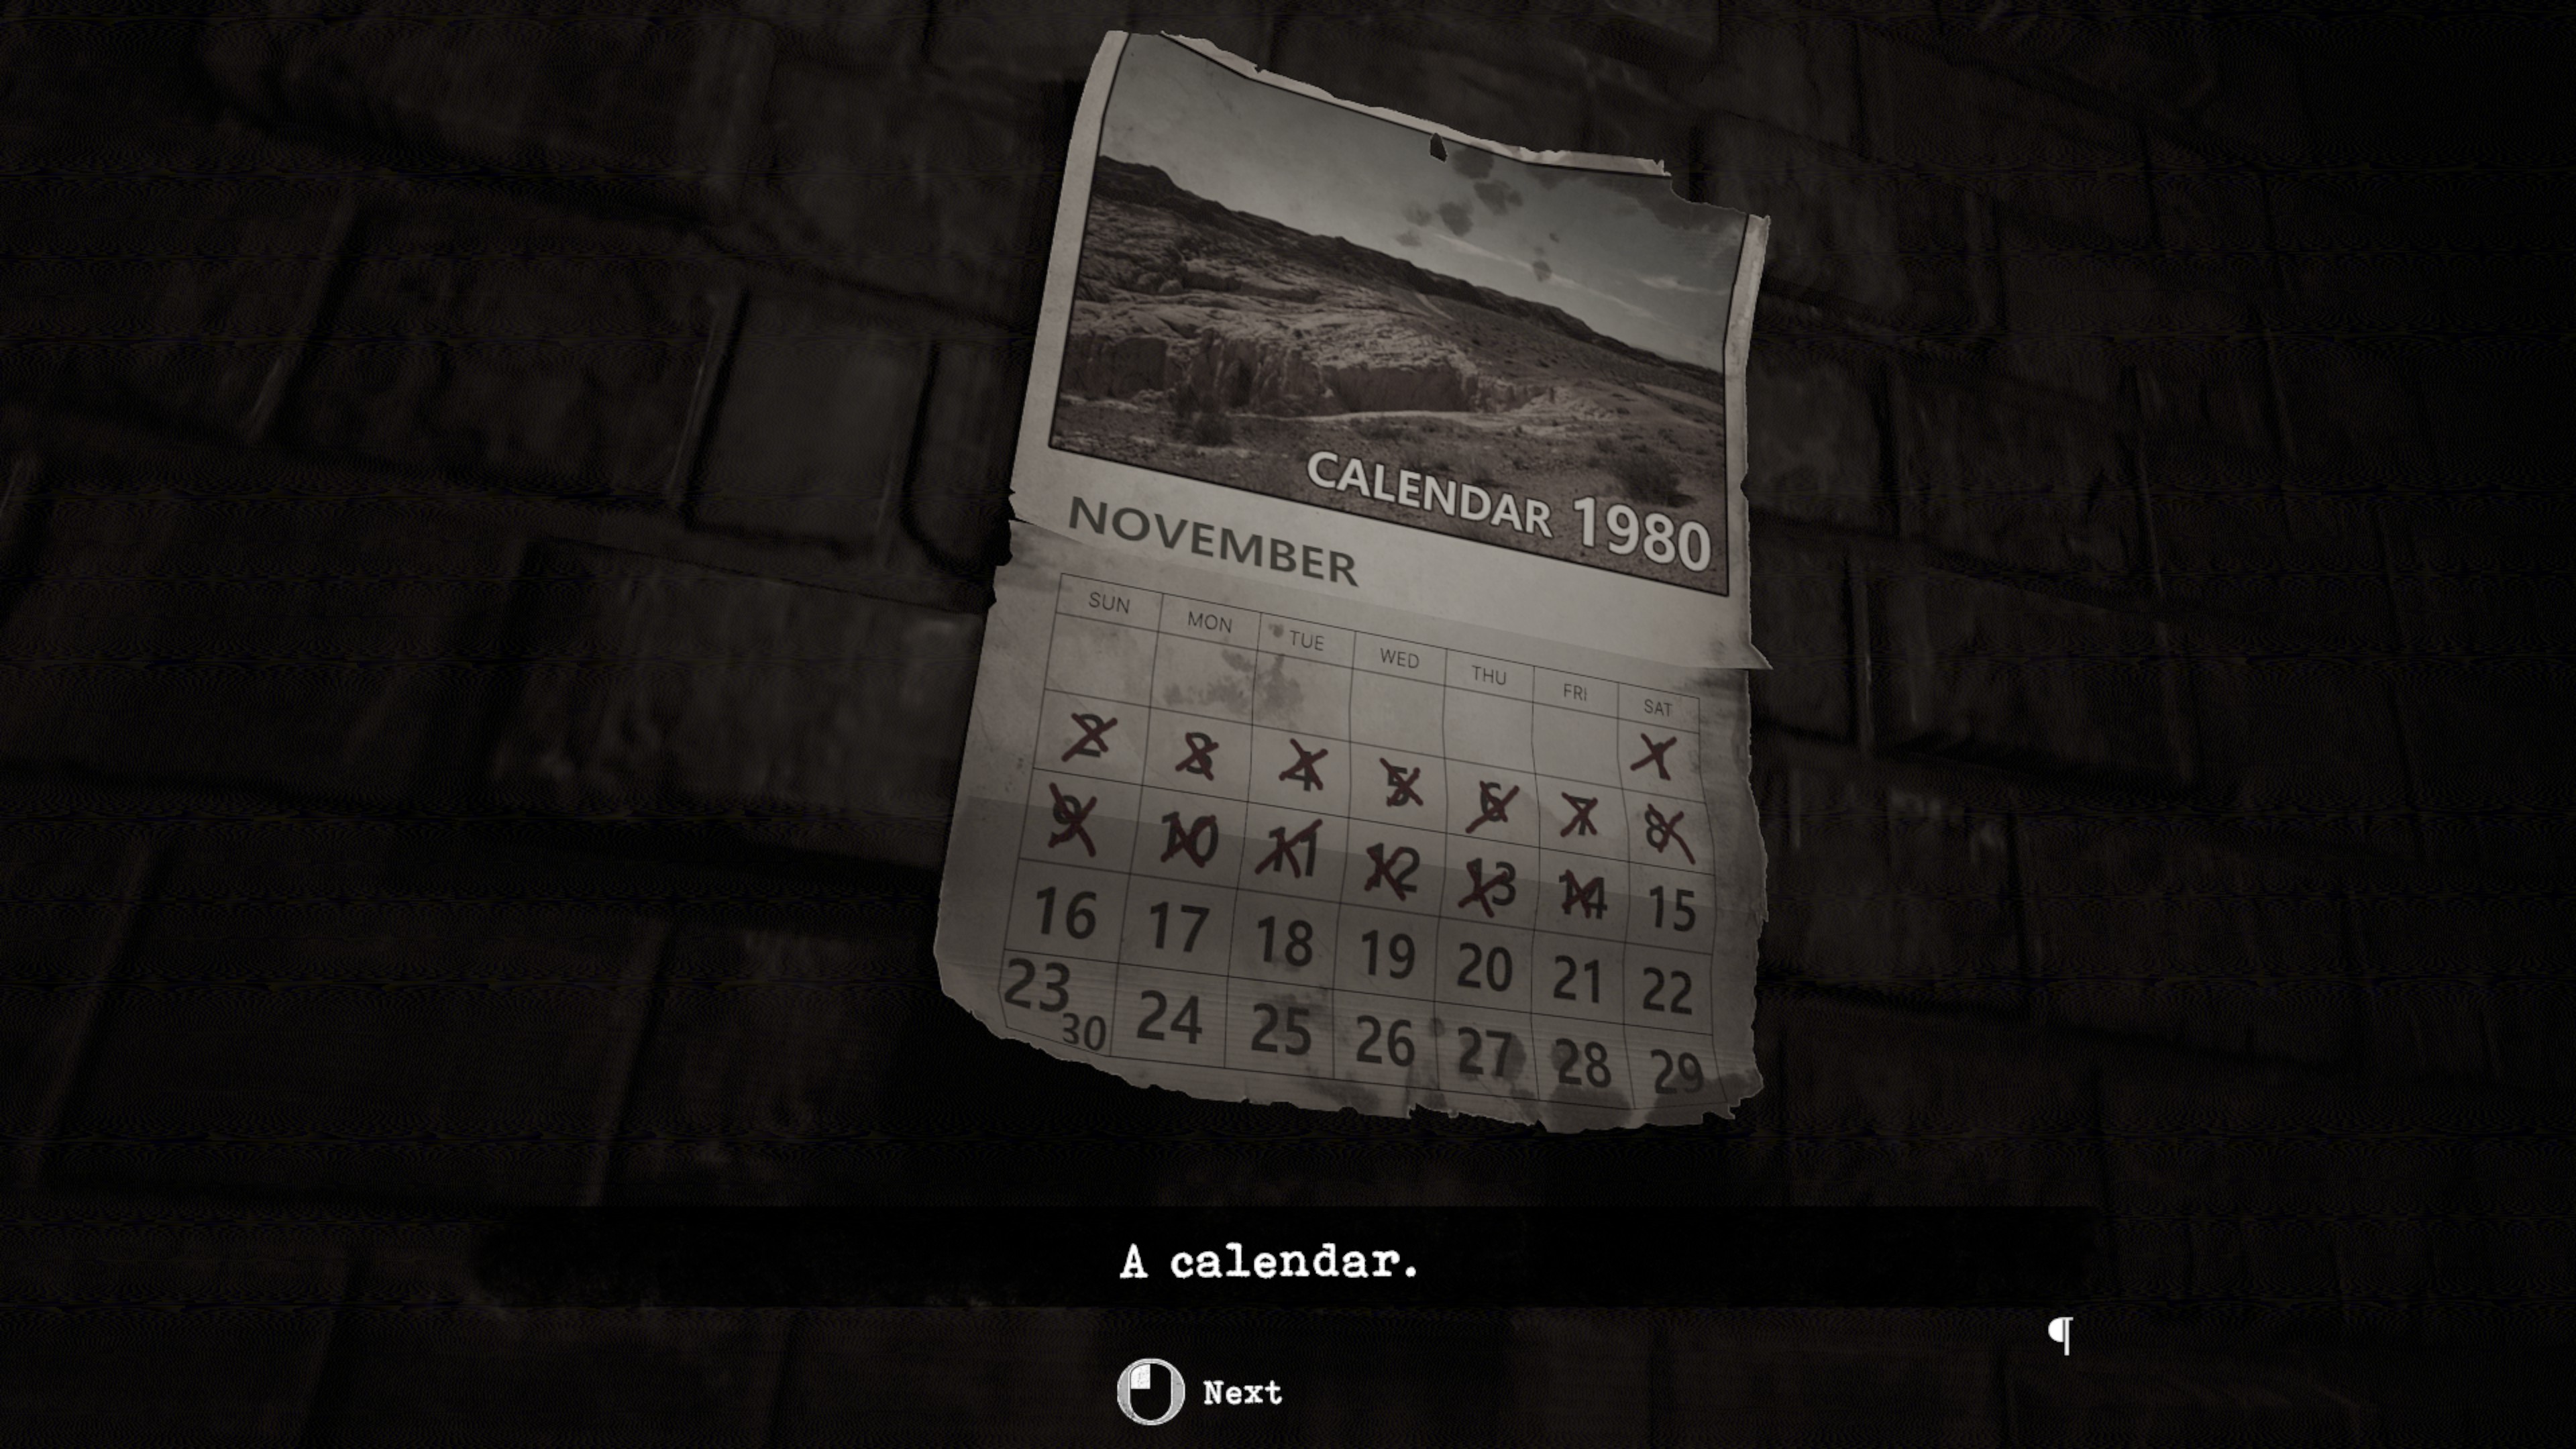 CALENDAR 1980
NOVEMBER
SUN MON TUE WED THU FRI SAT
1
2 3 4 5 6 7 8
9 10 11 12 13 14 15
16 17 18 19 20 21 22
23 24 25 26 27 28 29
30
A calendar.
¶
Next